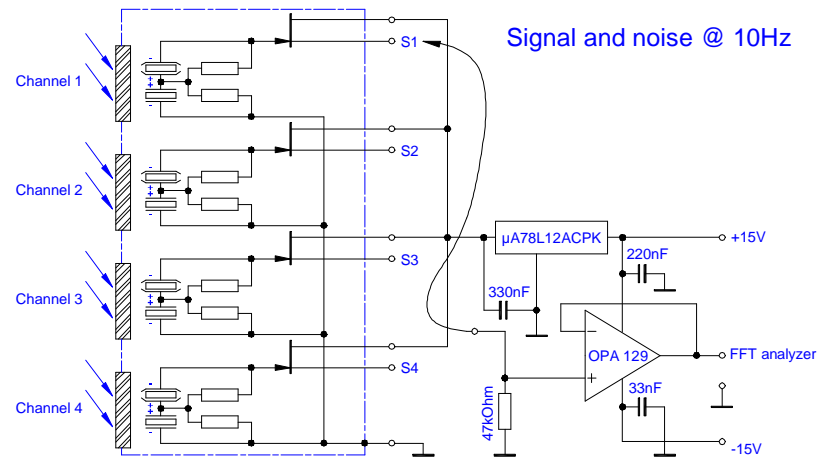 Signal and noise @ 10Hz
Channel 1
S1
Channel 2
S2
µA78L12ACPK
+15V
220nF
Channel 3
S3
330nF
OPA 129
FFT analyzer
Channel 4
S4
33nF
47kOhm
-15V